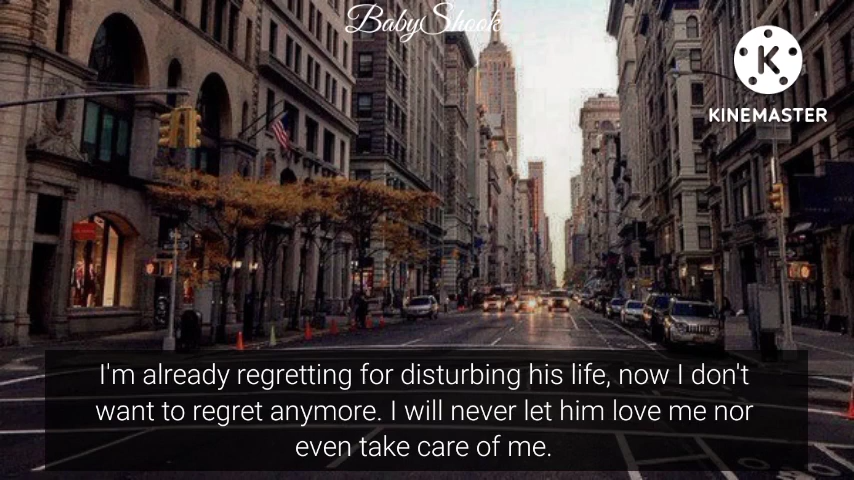 BabyShook
KINEMASTER
I'm already regretting for disturbing his life, now I don't
want to regret anymore. I will never let him love me nor
even take care of me.